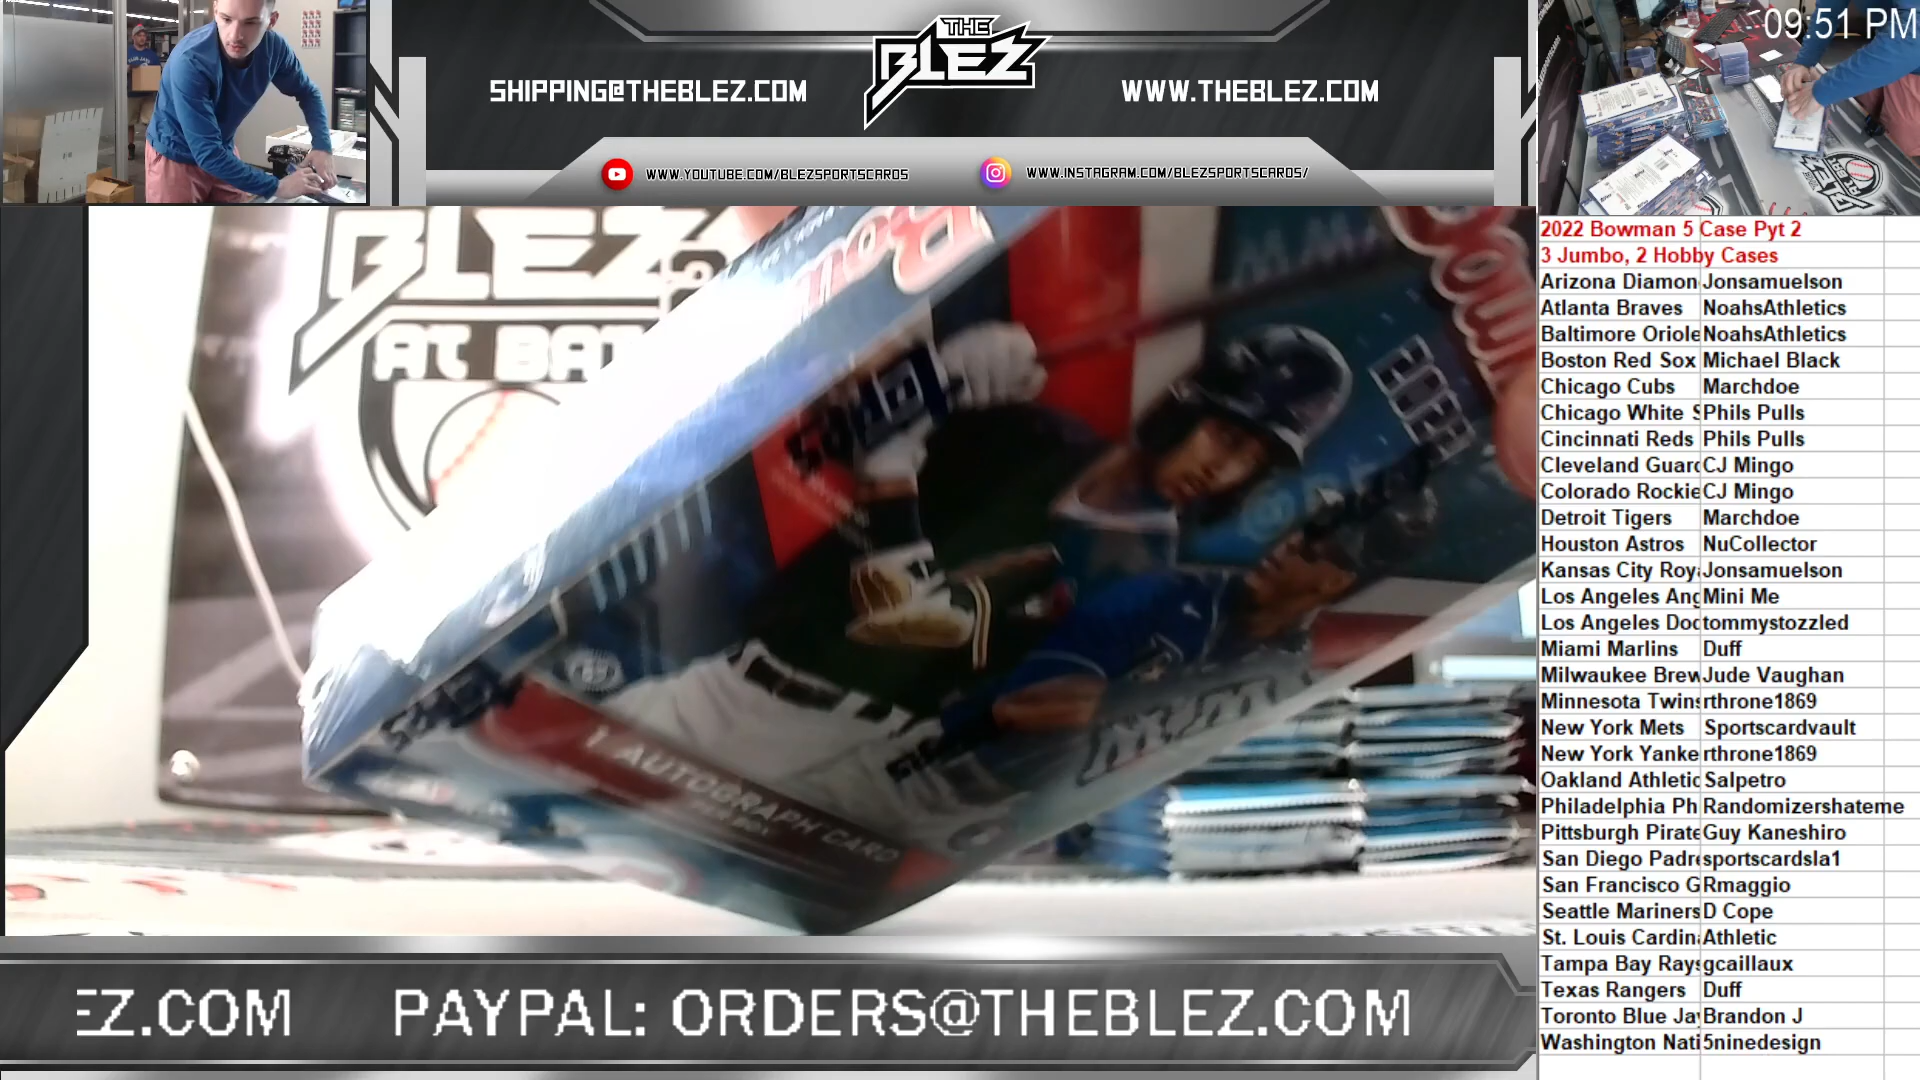 09:51 PM
THE
BLEZ
SHIPPING@THEBLEZ.COM
WWW.THEBLEZ.COM
WWW.YOUTUBE.COM/BLEZSPORTSCARDS
WWW.INSTAGRAM.COM/BLEZSPORTSCARDS/
BLEZ
AT BAT
1 AUTOGRAPH CARD
PER BOX
2022 Bowman 5 Case Pyt 2
3 Jumbo, 2 Hobby Cases
Arizona Diamon Jonsamuelson
Atlanta Braves NoahsAthletics
Baltimore Oriole NoahsAthletics
Boston Red Sox Michael Black
Chicago Cubs Marchdoe
Chicago White S Phils Pulls
Cincinnati Reds Phils Pulls
Cleveland Guard CJ Mingo
Colorado Rockie CJ Mingo
Detroit Tigers Marchdoe
Houston Astros NuCollector
Kansas City Roya Jonsamuelson
Los Angeles Ang Mini Me
Los Angeles Dod tommystozzled
Miami Marlins Duff
Milwaukee Brew Jude Vaughan
Minnesota Twins rthrone1869
New York Mets Sportscardvault
New York Yanke rthrone1869
Oakland Athletic Salpetro
Philadelphia Ph Randomizershateme
Pittsburgh Pirate Guy Kaneshiro
San Diego Padre sportscardsla1
San Francisco G Rmaggio
Seattle Mariners D Cope
St. Louis Cardina Athletic
Tampa Bay Rays gcaillaux
Texas Rangers Duff
Toronto Blue Jay Brandon J
Washington Nati 5ninedesign
EZ.COM PAYPAL: ORDERS@THEBLEZ.COM